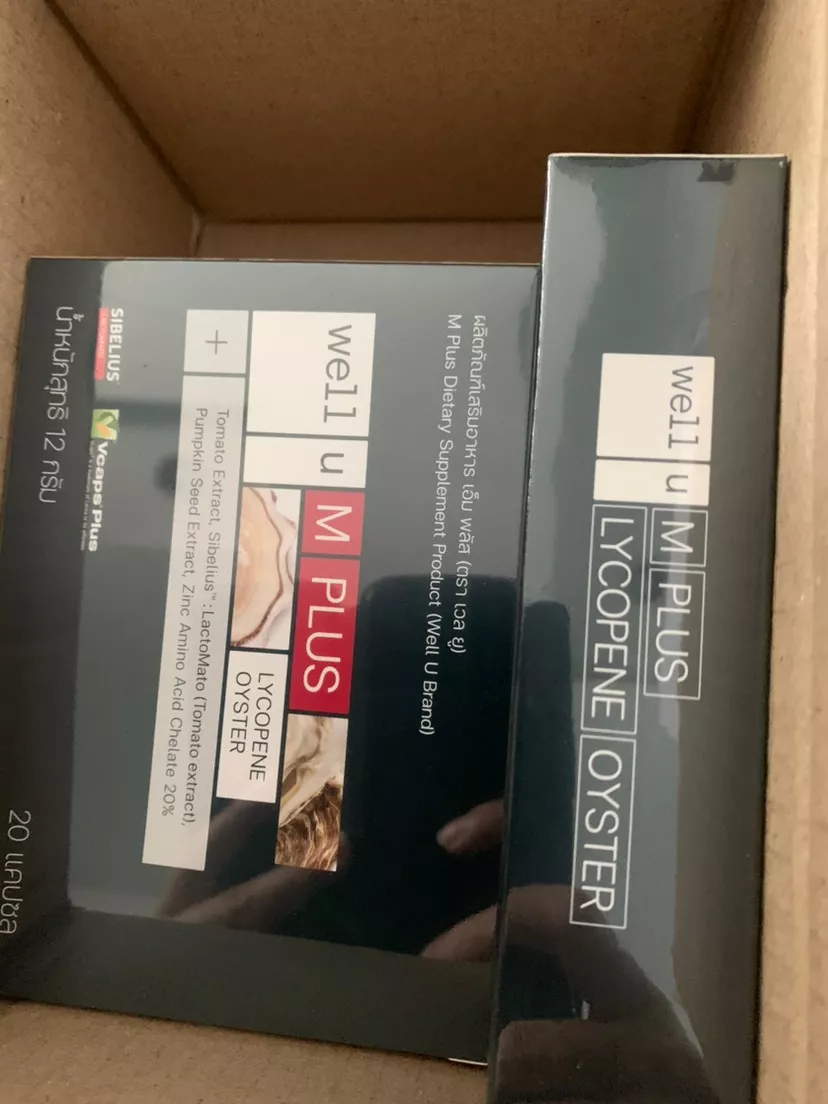 ผลิตภัณฑ์เสริมอาหาร เอ็ม พลัส (ตรา เวล ยู)
M Plus Dietary Supplement Product (Well U Brand)
well u M PLUS
LYCOPENE
OYSTER
+
Tomato Extract, Sibelius™: LactoMato (Tomato extract),
Pumpkin Seed Extract, Zinc Amino Acid Chelate 20%
SIBELIUS
Vcaps Plus
น้ำหนักสุทธิ 12 กรัม
20 แคปซูล
well u M PLUS
LYCOPENE OYSTER